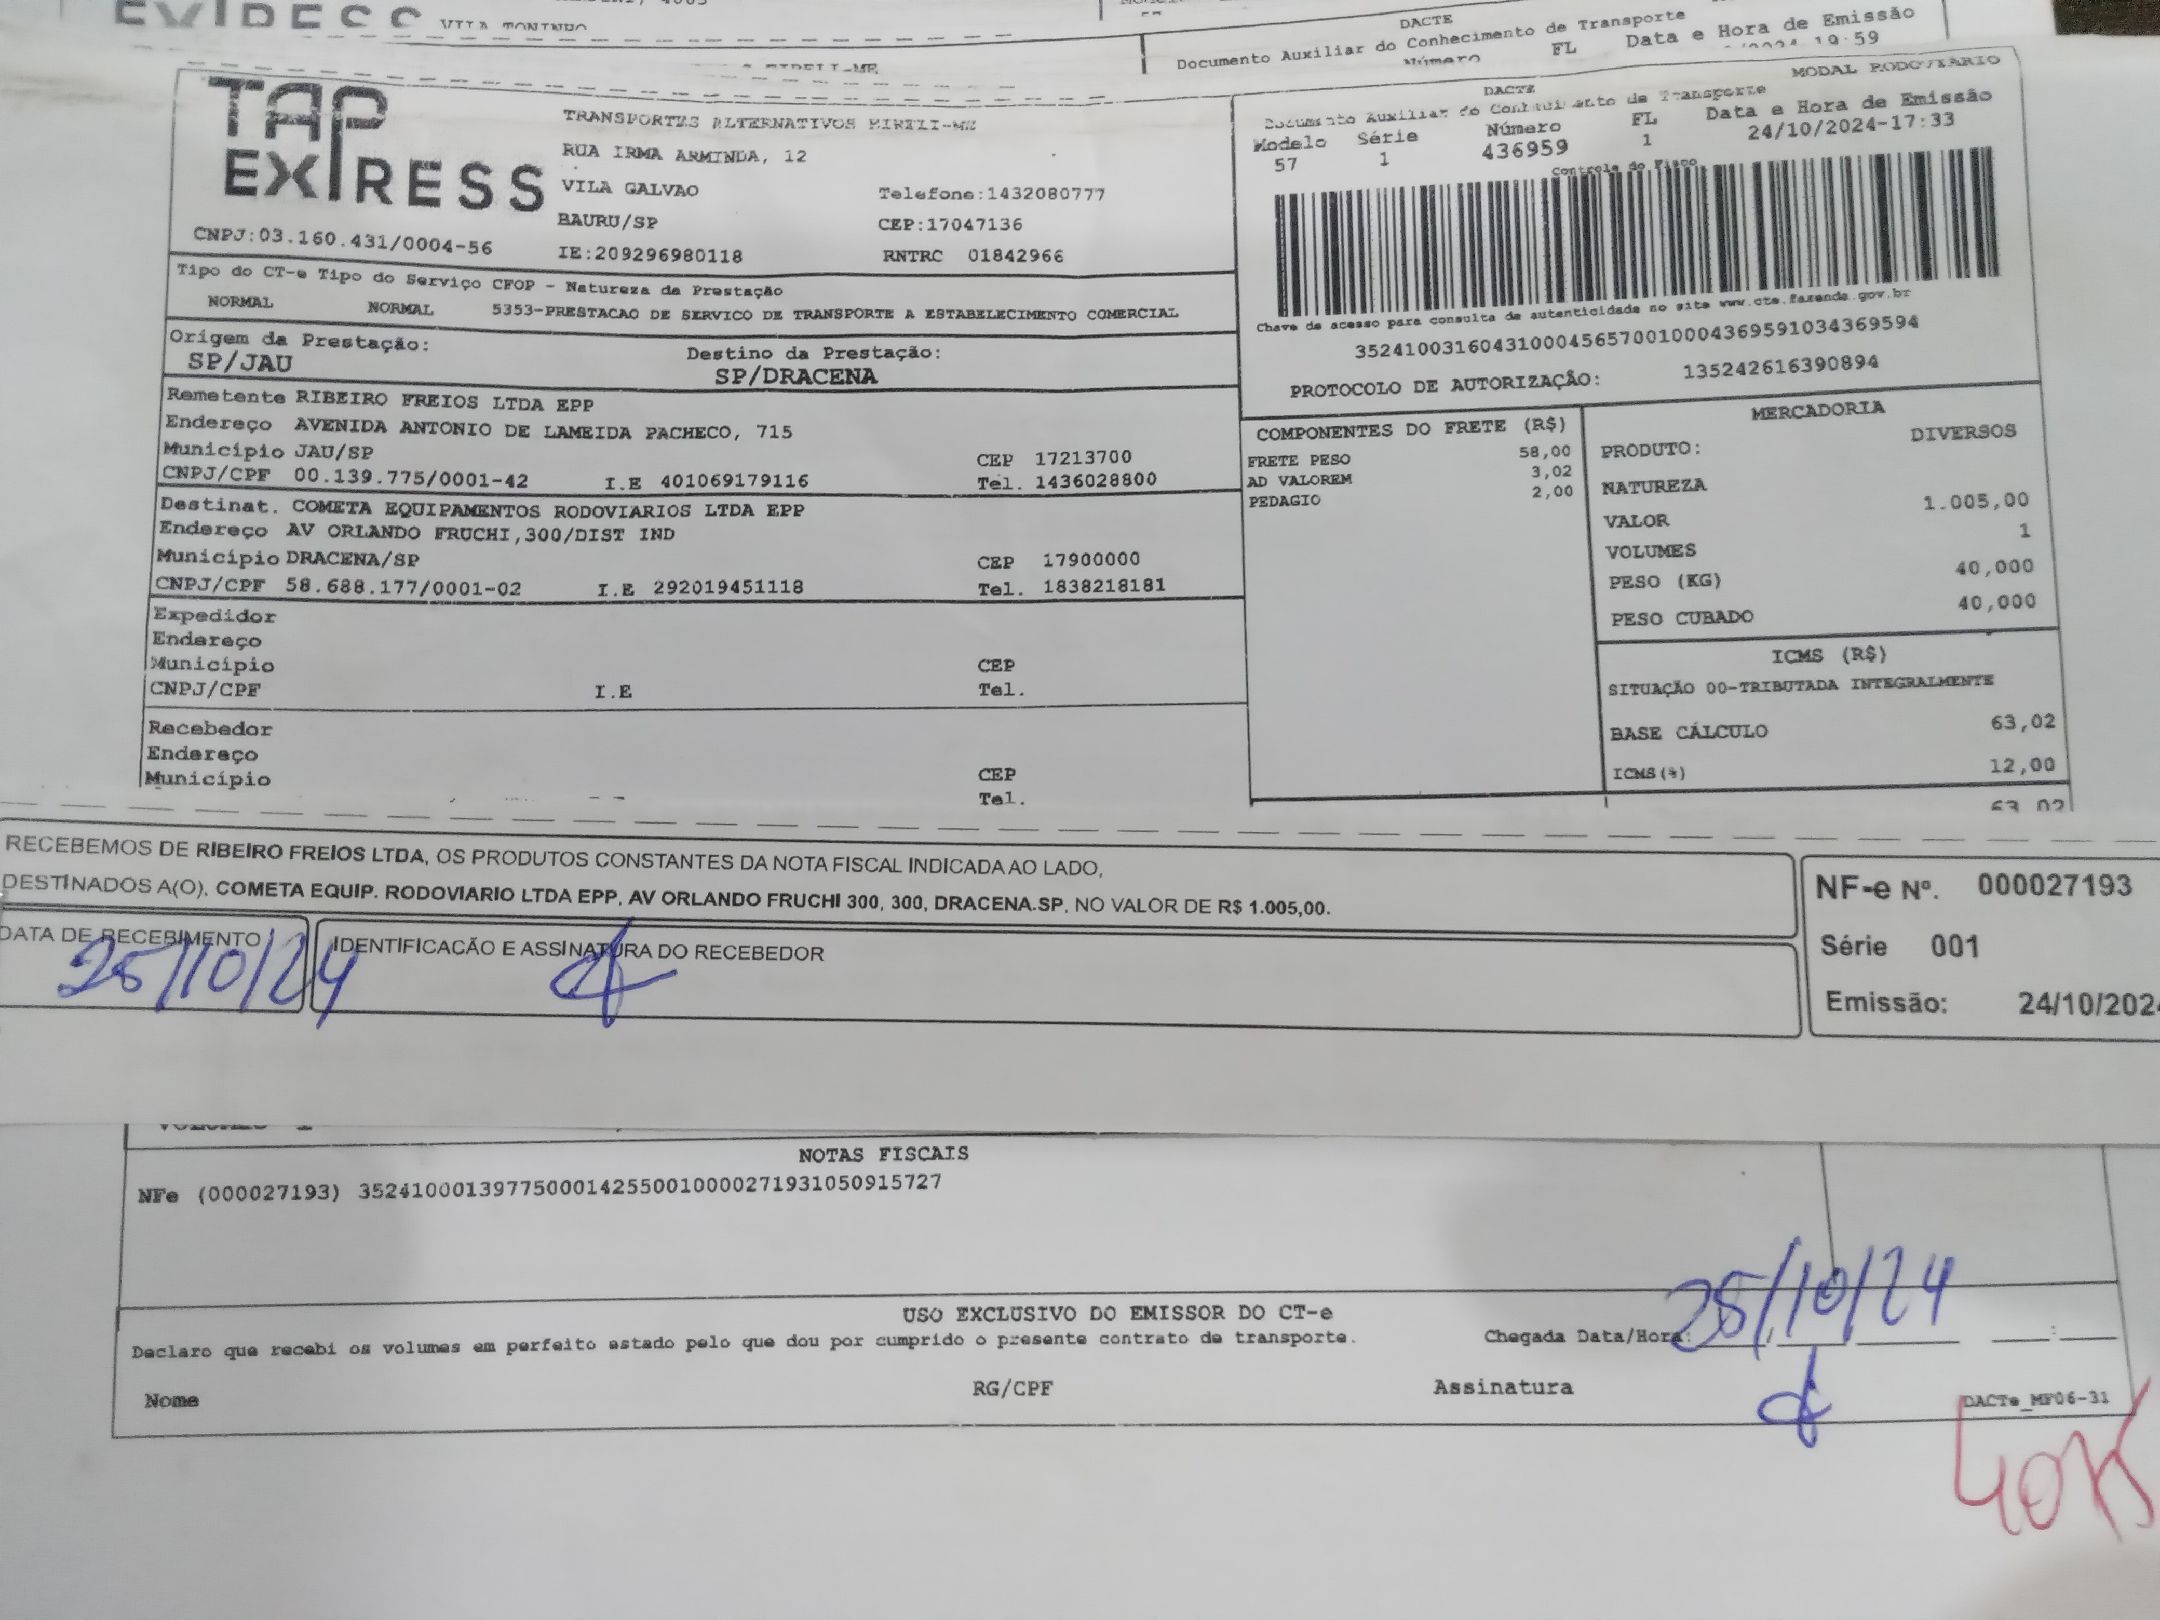 VILA TONINHO
DACTE
Documento Auxiliar do Conhecimento de Transporte
Número FL Data e Hora de Emissão
19:59
TAP
EXPRESS
CNPJ:03.160.431/0004-56
TRANSPORTES ALTERNATIVOS EIRELI-ME
RUA IRMA ARMINDA, 12
VILA GALVAO Telefone:1432080777
BAURU/SP CEP:17047136
IE:209296980118 RNTRC 01842966
MODAL RODOVIARIO
DACTE
Documento Auxiliar do Conhecimento de Transporte
Modelo Série Número FL Data e Hora de Emissão
57 1 436959 1 24/10/2024-17:33
Controle do Fisco
Chave de acesso para consulta de autenticidade no site www.cte.fazenda.gov.br
35241003160431000456570010004369591034369594
PROTOCOLO DE AUTORIZAÇÃO: 135242616390894
Tipo do CT-e Tipo do Serviço CFOP - Natureza da Prestação
NORMAL NORMAL 5353-PRESTACAO DE SERVICO DE TRANSPORTE A ESTABELECIMENTO COMERCIAL
Origem da Prestação: Destino da Prestação:
SP/JAU SP/DRACENA
Remetente RIBEIRO FREIOS LTDA EPP
Endereço AVENIDA ANTONIO DE LAMEIDA PACHECO, 715
Município JAU/SP CEP 17213700
CNPJ/CPF 00.139.775/0001-42 I.E 401069179116 Tel. 1436028800
Destinat. COMETA EQUIPAMENTOS RODOVIARIOS LTDA EPP
Endereço AV ORLANDO FRUCHI,300/DIST IND
Município DRACENA/SP CEP 17900000
CNPJ/CPF 58.688.177/0001-02 I.E 292019451118 Tel. 1838218181
Expedidor
Endereço
Município CEP
CNPJ/CPF I.E Tel.
Recebedor
Endereço
Município CEP
Tel.
COMPONENTES DO FRETE (R$)
FRETE PESO 58,00
AD VALOREM 3,02
PEDAGIO 2,00
MERCADORIA
PRODUTO: DIVERSOS
NATUREZA
VALOR 1.005,00
VOLUMES 1
PESO (KG) 40,000
PESO CUBADO 40,000
ICMS (R$)
SITUAÇÃO 00-TRIBUTADA INTEGRALMENTE
BASE CÁLCULO 63,02
ICMS(%) 12,00
63,02
RECEBEMOS DE RIBEIRO FREIOS LTDA, OS PRODUTOS CONSTANTES DA NOTA FISCAL INDICADA AO LADO,
DESTINADOS A(O), COMETA EQUIP. RODOVIARIO LTDA EPP, AV ORLANDO FRUCHI 300, 300, DRACENA.SP, NO VALOR DE R$ 1.005,00.
DATA DE RECEBIMENTO IDENTIFICAÇÃO E ASSINATURA DO RECEBEDOR
25/10/24
NF-e Nº. 000027193
Série 001
Emissão: 24/10/202
VOLUMES 1
NOTAS FISCAIS
NFe (000027193) 35241000139775000142550010000271931050915727
USO EXCLUSIVO DO EMISSOR DO CT-e
Declaro que recebi os volumes em perfeito estado pelo que dou por cumprido o presente contrato de transporte. Chegada Data/Hora: 25/10/24
Nome RG/CPF Assinatura
DACTe_MF06-31